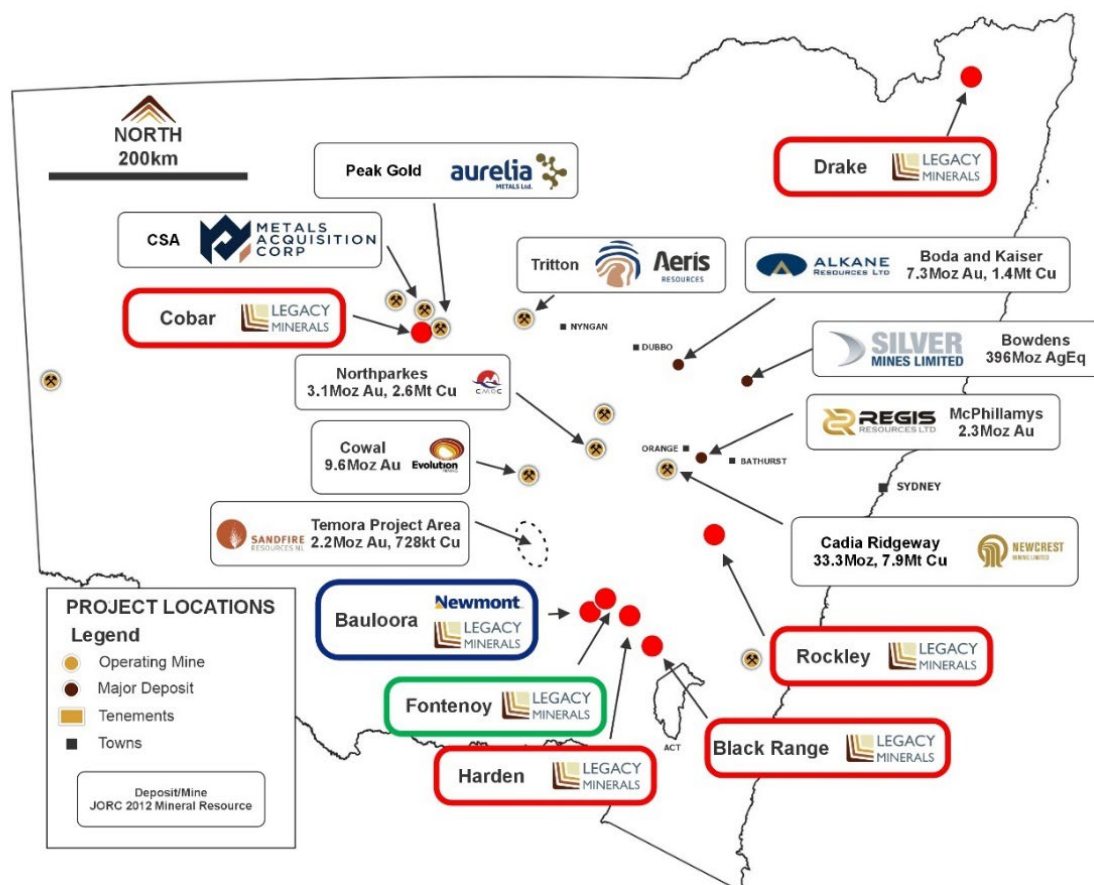 NORTH
200km
Peak Gold
aurelia
METALS Ltd.
CSA
METALS
ACQUISITION
CORP
Cobar
LEGACY
MINERALS
Tritton
Aeris
RESOURCES
Drake
LEGACY
MINERALS
ALKANE
RESOURCES LTD
Boda and Kaiser
7.3Moz Au, 1.4Mt Cu
NYNGAN
DUBBO
SILVER
MINES LIMITED
Bowdens
396Moz AgEq
Northparkes
3.1Moz Au, 2.6Mt Cu
CMOC
REGIS
RESOURCES LTD
McPhillamys
2.3Moz Au
Cowal
9.6Moz Au
Evolution
MINING
ORANGE
BATHURST
SYDNEY
SANDFIRE
RESOURCES NL
Temora Project Area
2.2Moz Au, 728kt Cu
Cadia Ridgeway
33.3Moz, 7.9Mt Cu
NEWCREST
MINING LIMITED
Bauloora
Newmont
LEGACY
MINERALS
Rockley
LEGACY
MINERALS
Fontenoy
LEGACY
MINERALS
Harden
LEGACY
MINERALS
ACT
Black Range
LEGACY
MINERALS
PROJECT LOCATIONS
Legend
Operating Mine
Major Deposit
Tenements
Towns
Deposit/Mine
JORC 2012 Mineral Resource